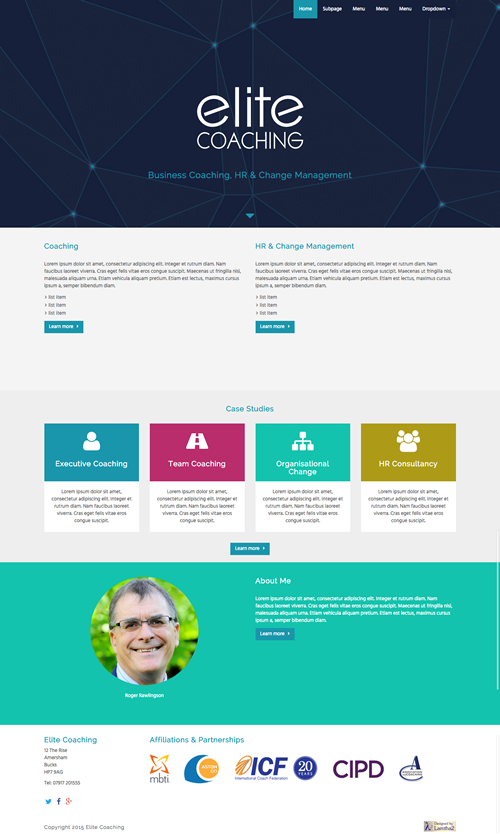 Home Subpage Menu Menu Menu Dropdown
elite
COACHING
Business Coaching, HR & Change Management
Coaching
Lorem ipsum dolor sit amet, consectetur adipiscing elit. Integer et rutrum diam. Nam
faucibus laoreet viverra. Cras eget felis vitae eros congue suscipit. Maecenas ut fringilla nisl,
malesuada aliquam urna. Etiam vehicula aliquam pretium. Etiam est lectus, maximus cursus
ipsum a, semper bibendum diam.
> list item
> list item
> list item
Learn more
HR & Change Management
Lorem ipsum dolor sit amet, consectetur adipiscing elit. Integer et rutrum diam. Nam
faucibus laoreet viverra. Cras eget felis vitae eros congue suscipit. Maecenas ut fringilla nisl,
malesuada aliquam urna. Etiam vehicula aliquam pretium. Etiam est lectus, maximus cursus
ipsum a, semper bibendum diam.
> list item
> list item
> list item
Learn more
Case Studies
Executive Coaching
Lorem ipsum dolor sit amet,
consectetur adipiscing elit. Integer
et rutrum diam. Nam faucibus laoreet
viverra. Cras eget felis vitae eros
congue suscipit.
Team Coaching
Lorem ipsum dolor sit amet,
consectetur adipiscing elit. Integer
et rutrum diam. Nam faucibus laoreet
viverra. Cras eget felis vitae eros
congue suscipit.
Organisational
Change
Lorem ipsum dolor sit amet,
consectetur adipiscing elit. Integer
et rutrum diam. Nam faucibus laoreet
viverra. Cras eget felis vitae eros
congue suscipit.
HR Consultancy
Lorem ipsum dolor sit amet,
consectetur adipiscing elit. Integer
et rutrum diam. Nam faucibus laoreet
viverra. Cras eget felis vitae eros
congue suscipit.
Learn more
Roger Rawlingson
About Me
Lorem ipsum dolor sit amet, consectetur adipiscing elit. Integer et rutrum diam. Nam
faucibus laoreet viverra. Cras eget felis vitae eros congue suscipit. Maecenas ut fringilla nisl,
malesuada aliquam urna. Etiam vehicula aliquam pretium. Etiam est lectus, maximus cursus
ipsum a, semper bibendum diam.
Learn more
Elite Coaching
12 The Rise
Amersham
Bucks
HP7 9AG
Tel: 07917 201555
Affiliations & Partnerships
mbti
ASTON
OD
ICF
International Coach Federation
20
YEARS
CIPD
Copyright 2015 Elite Coaching
Designed by
Lamtha2